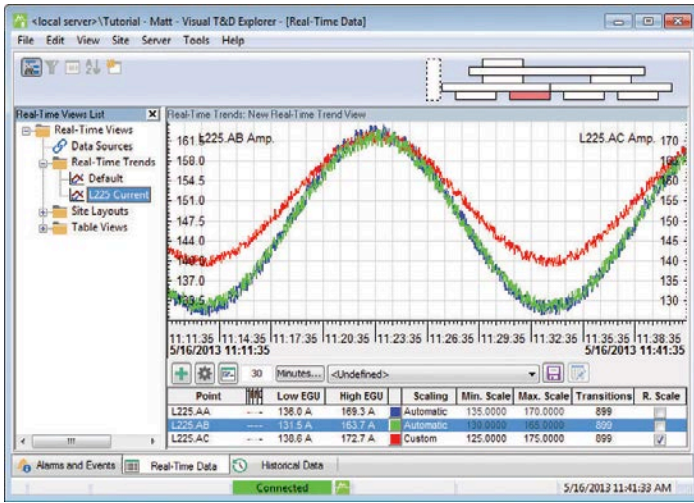 <local server>\Tutorial - Matt - Visual T&D Explorer - [Real-Time Data]
File Edit View Site Server Tools Help
Real-Time Views List X
Real-Time Trends: New Real-Time Trend View
Real-Time Views
Data Sources
Real-Time Trends
Default
L225 Current
Site Layouts
Table Views
L225.AB Amp.
L225.AC Amp.
158.0
154.5
151.0
147.5
144.0
137.0
170
165
160
155
150
145
140
135
130
11:11:35 11:14:35 11:17:35 11:20:35 11:23:35 11:26:35 11:29:35 11:32:35 11:35:35 11:38:35
5/16/2013 11:11:35 5/16/2013 11:41:35
30 Minutes... <Undefined>
Point Low EGU High EGU Scaling Min. Scale Max. Scale Transitions R. Scale
L225.AA 136.0 A 169.3 A Automatic 135.0000 170.0000 899
L225.AB 131.5 A 163.7 A Automatic 130.0000 165.0000 899
L225.AC 138.6 A 172.7 A Custom 125.0000 175.0000 899
Alarms and Events Real-Time Data Historical Data
Connected 5/16/2013 11:41:33 AM